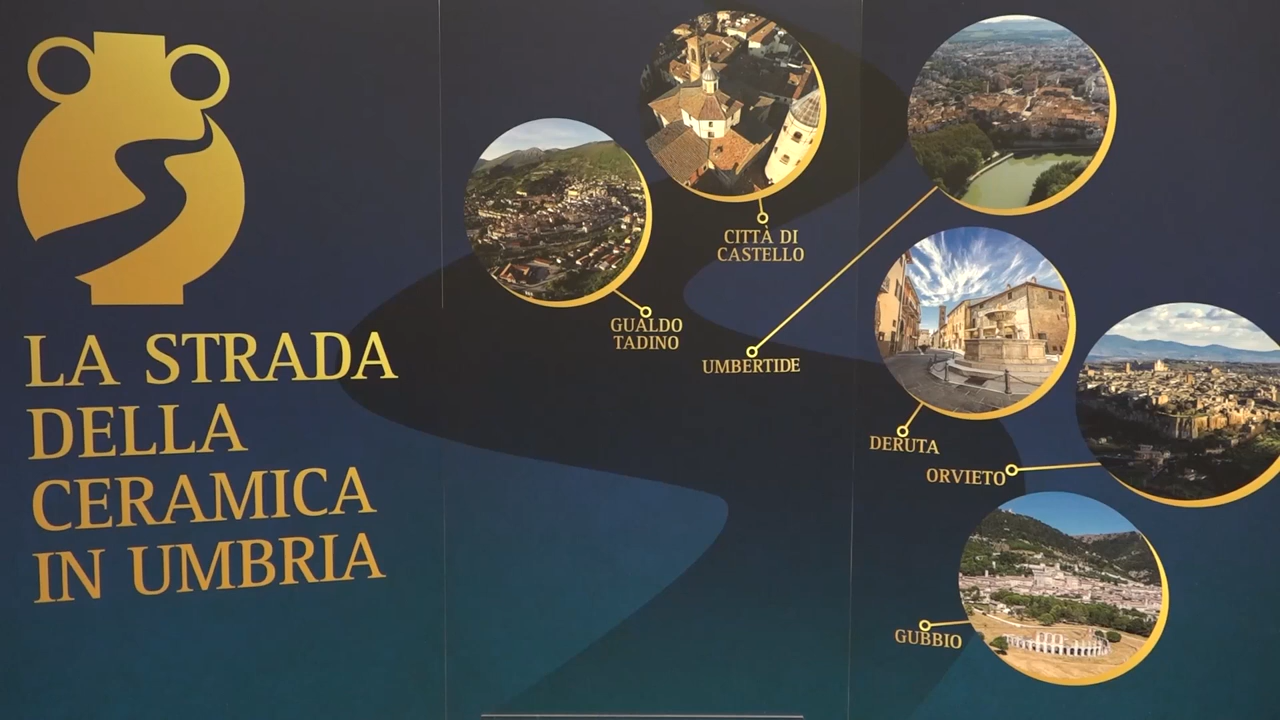 LA STRADA
DELLA
CERAMICA
IN UMBRIA
GUALDO
TADINO
CITTÀ DI
CASTELLO
UMBERTIDE
DERUTA
ORVIETO
GUBBIO